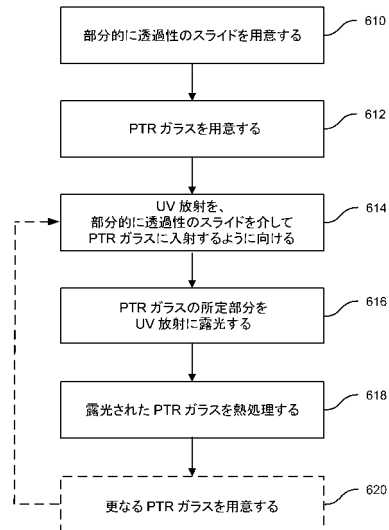 部分的に透過性のスライドを用意する
610
PTR ガラスを用意する
612
UV 放射を、
部分的に透過性のスライドを介して
PTR ガラスに入射するように向ける
614
PTR ガラスの所定部分を
UV 放射に露光する
616
露光された PTR ガラスを熱処理する
618
更なる PTR ガラスを用意する
620